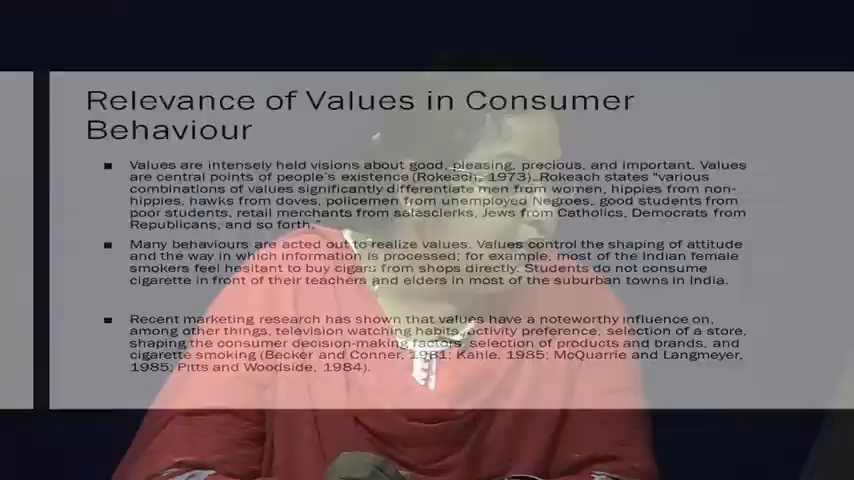 Relevance of Values in Consumer
Behaviour
Values are intensely held visions about good, pleasing, precious, and important. Values
are central points of people's existence (Rokeach, 1973). Rokeach states "various
combinations of values significantly differentiate men from women, hippies from non-
hippies, hawks from doves, policemen from unemployed Negroes, good students from
poor students, retail merchants from salesclerks, Jews from Catholics, Democrats from
Republicans, and so forth."
Many behaviours are acted out to realize values. Values control the shaping of attitude
and the way in which information is processed; for example, most of the Indian female
smokers feel hesitant to buy cigars from shops directly. Students do not consume
cigarette in front of their teachers and elders in most of the suburban towns in India.
Recent marketing research has shown that values have a noteworthy influence on,
among other things, television watching habits, activity preference, selection of a store,
shaping the consumer decision-making factors, selection of products and brands, and
cigarette smoking (Becker and Conner, 1981; Kahle, 1985; McQuarrie and Langmeyer,
1985; Pitts and Woodside, 1984).